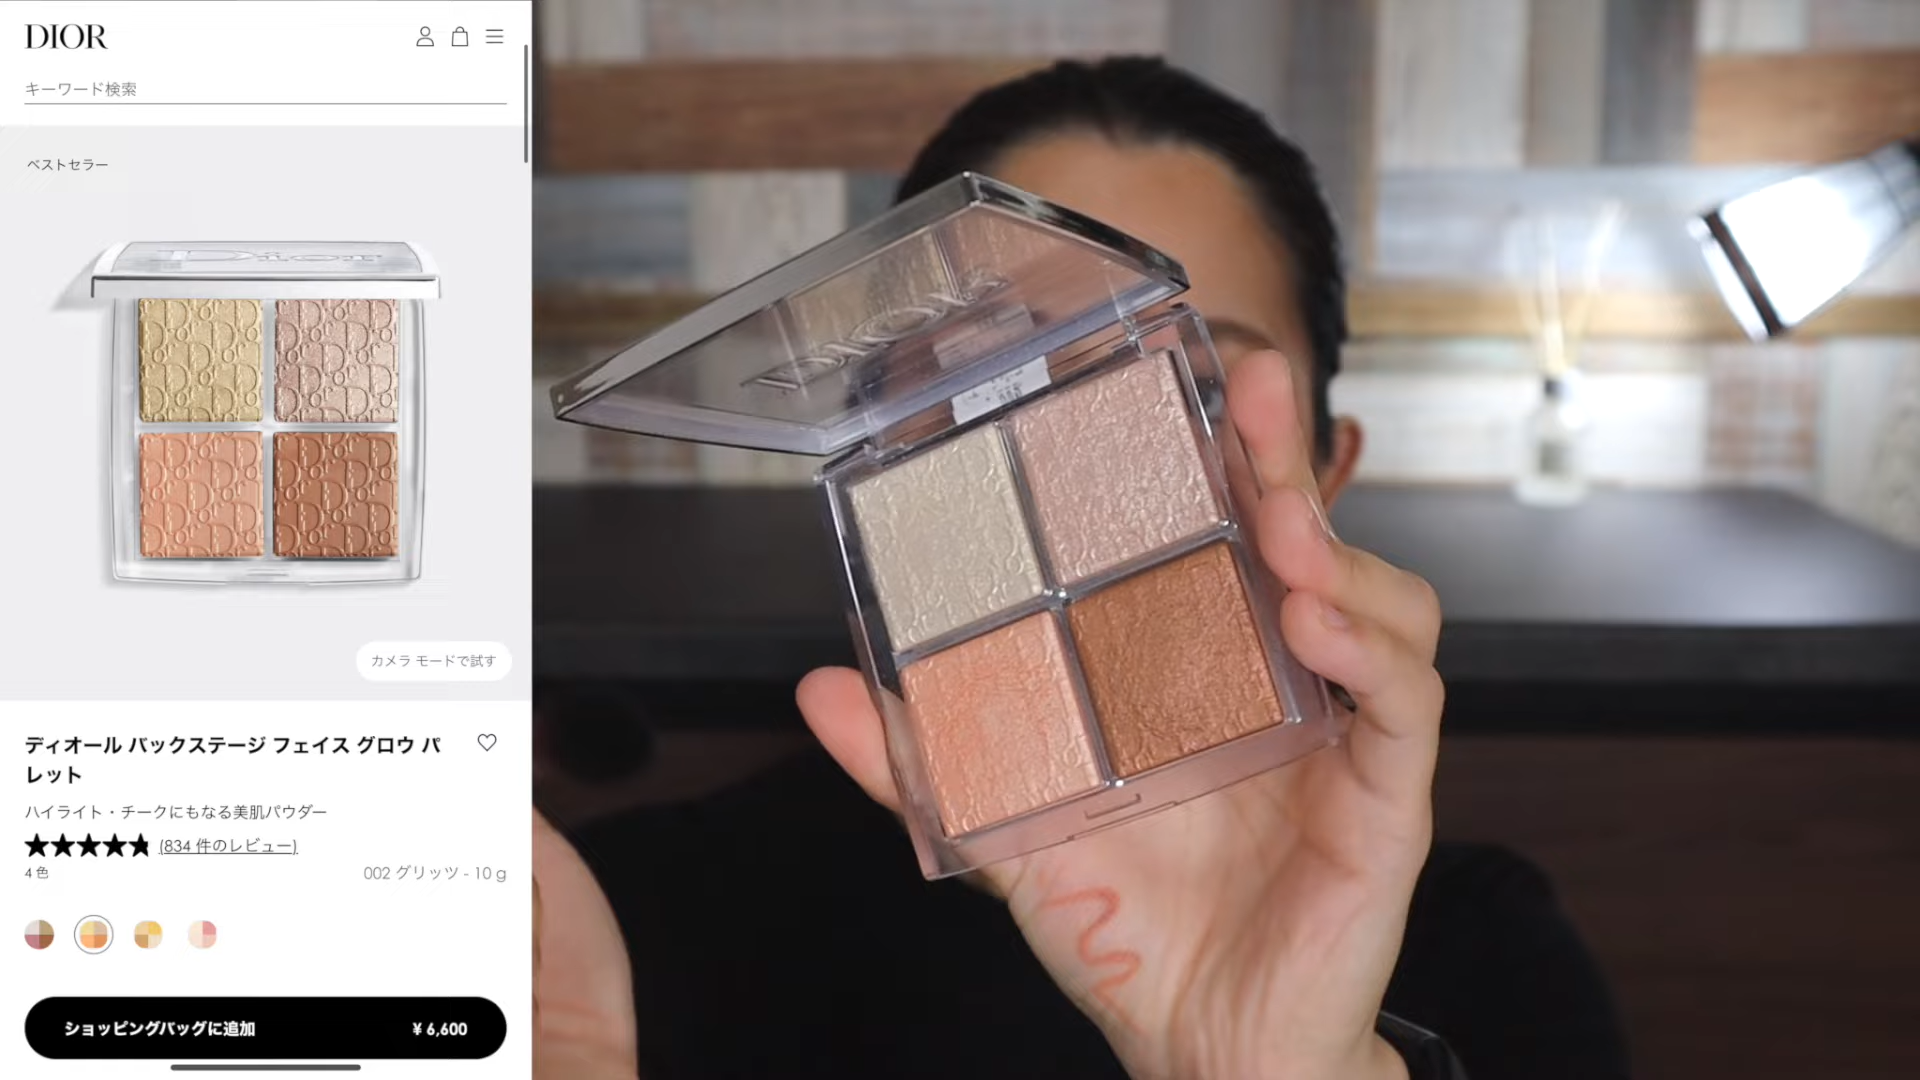 DIOR
キーワード検索
ベストセラー
Dior
カメラ モードで試す
ディオール バックステージ フェイス グロウ パ
レット
ハイライト・チークにもなる美肌パウダー
(834 件のレビュー)
4 色
002 グリッツ - 10 g
ショッピングバッグに追加
¥ 6,600
DIOR